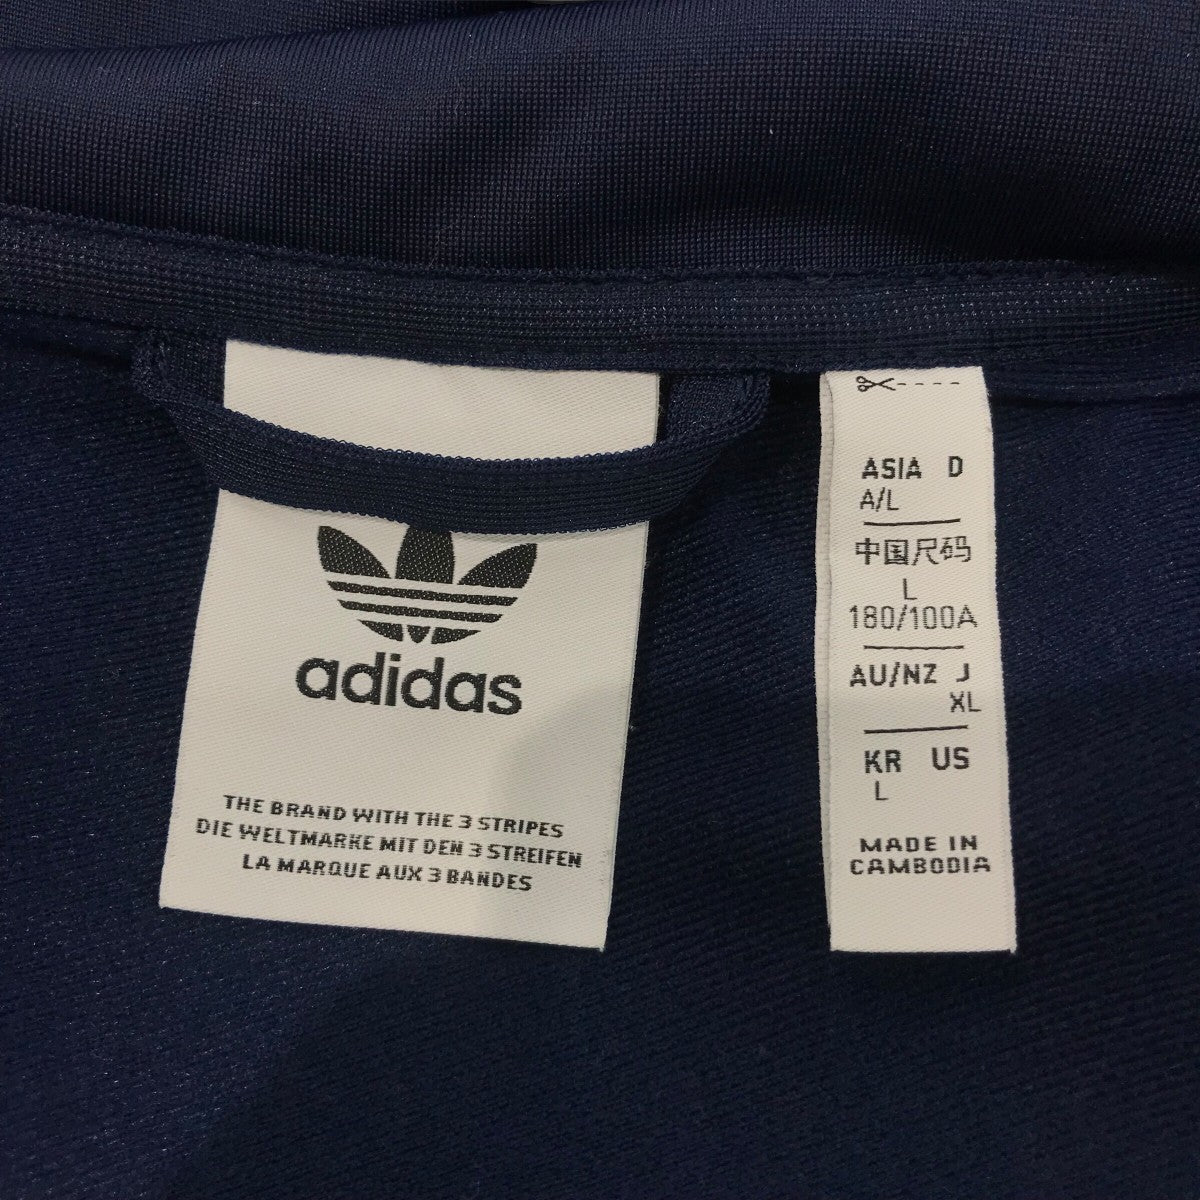 adidas
THE BRAND WITH THE 3 STRIPES
DIE WELTMARKE MIT DEN 3 STREIFEN
LA MARQUE AUX 3 BANDES
ASIA D
A/L
中国尺码
L
180/100A
AU/NZ J
XL
KR US
L
MADE IN
CAMBODIA